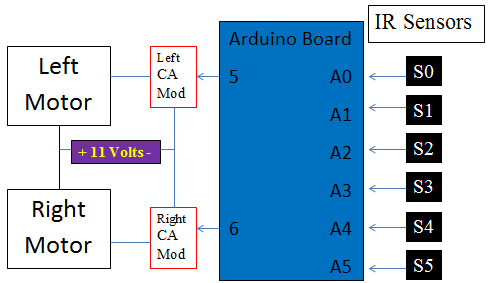 IR Sensors
Arduino Board
Left
Motor
Left
CA
Mod
5
A0
S0
A1
S1
+ 11 Volts -
A2
S2
A3
S3
Right
Motor
Right
CA
Mod
6
A4
S4
A5
S5